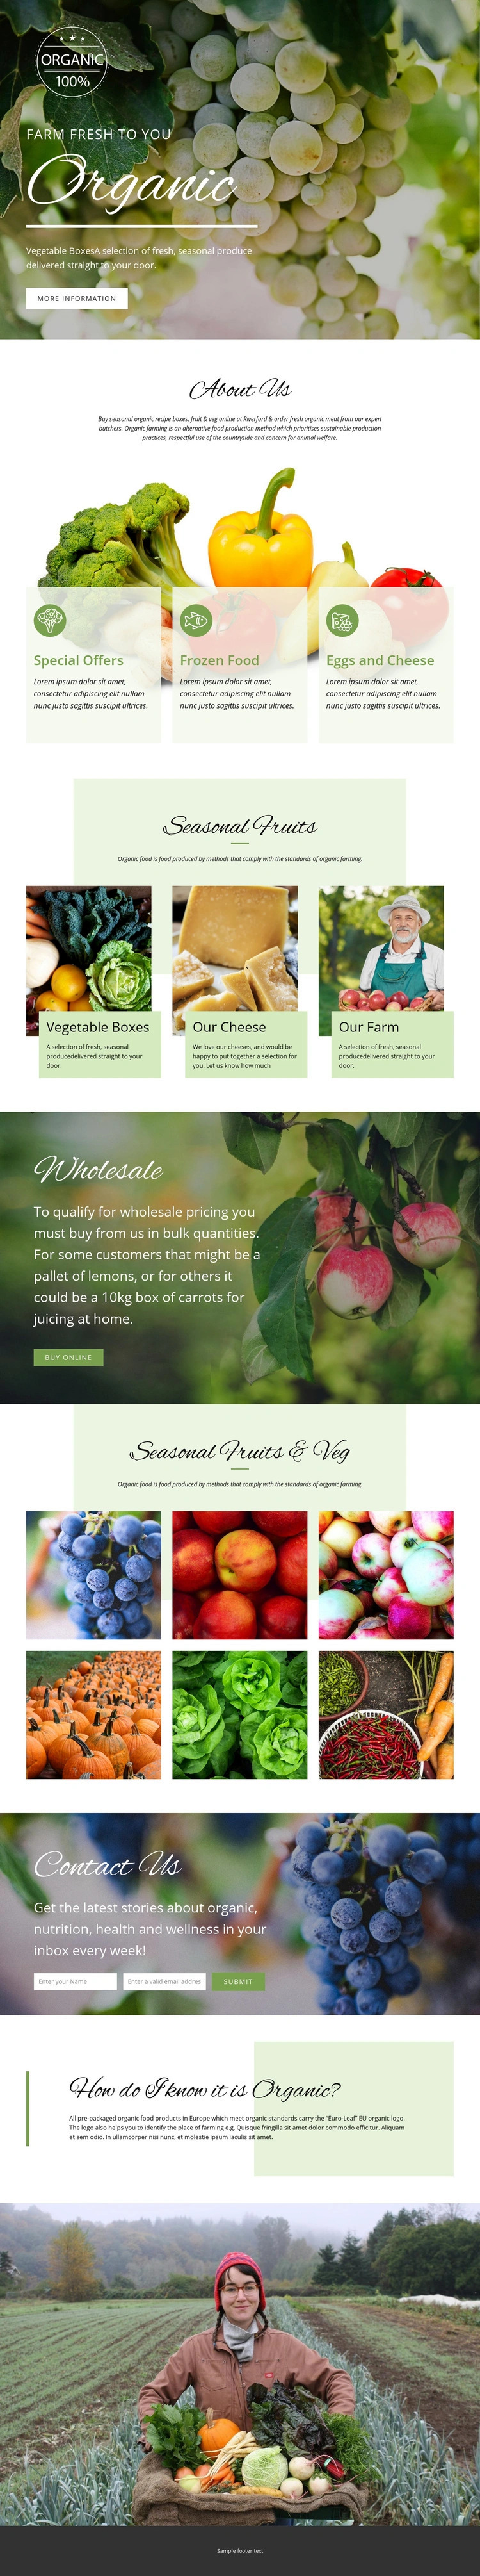 ORGANIC
100%
FARM FRESH TO YOU
Organic
Vegetable BoxesA selection of fresh, seasonal produce
delivered straight to your door.
MORE INFORMATION
About Us
Buy seasonal organic recipe boxes, fruit & veg online at Riverford & order fresh organic meat from our expert
butchers. Organic farming is an alternative food production method which prioritises sustainable production
practices, respectful use of the countryside and concern for animal welfare.
Special Offers
Lorem ipsum dolor sit amet,
consectetur adipiscing elit nullam
nunc justo sagittis suscipit ultrices.
Frozen Food
Lorem ipsum dolor sit amet,
consectetur adipiscing elit nullam
nunc justo sagittis suscipit ultrices.
Eggs and Cheese
Lorem ipsum dolor sit amet,
consectetur adipiscing elit nullam
nunc justo sagittis suscipit ultrices.
Seasonal Fruits
Organic food is food produced by methods that comply with the standards of organic farming.
Vegetable Boxes
A selection of fresh, seasonal
producedelivered straight to your
door.
Our Cheese
We love our cheeses, and would be
happy to put together a selection for
you. Let us know how much
Our Farm
A selection of fresh, seasonal
producedelivered straight to your
door.
Wholesale
To qualify for wholesale pricing you
must buy from us in bulk quantities.
For some customers that might be a
pallet of lemons, or for others it
could be a 10kg box of carrots for
juicing at home.
BUY ONLINE
Seasonal Fruits & Veg
Organic food is food produced by methods that comply with the standards of organic farming.
Contact Us
Get the latest stories about organic,
nutrition, health and wellness in your
inbox every week!
Enter your Name
Enter a valid email addres
SUBMIT
How do I know it is Organic?
All pre-packaged organic food products in Europe which meet organic standards carry the “Euro-Leaf” EU organic logo.
The logo also helps you to identify the place of farming e.g. Quisque fringilla sit amet dolor commodo efficitur. Aliquam
et sem odio. In ullamcorper nisi nunc, et molestie ipsum iaculis sit amet.
Sample footer text